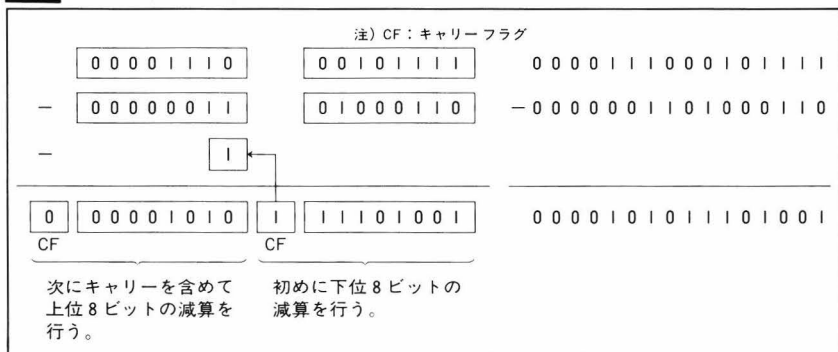 注) CF：キャリーフラグ
00001110 00101111 0000111000101111
− 00000011 01000110 −0000001101000110
− 1
0 00001010 1 11101001 0000101011101001
CF CF
次にキャリーを含めて
上位8ビットの減算を
行う。
初めに下位8ビットの
減算を行う。